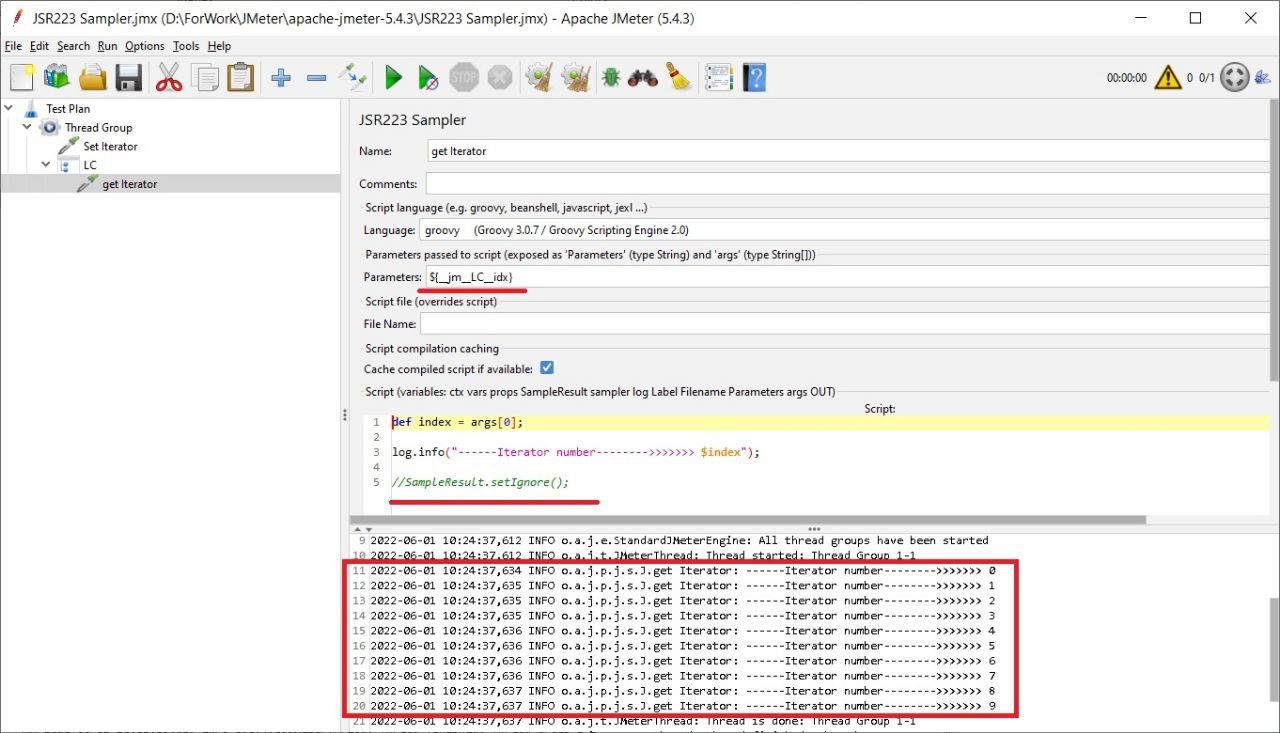 JSR223 Sampler.jmx (D:\ForWork\JMeter\apache-jmeter-5.4.3\JSR223 Sampler.jmx) - Apache JMeter (5.4.3)
File Edit Search Run Options Tools Help
STOP
00:00:00 0 0/1
Test Plan
Thread Group
Set Iterator
LC
get Iterator
JSR223 Sampler
Name: get Iterator
Comments:
Script language (e.g. groovy, beanshell, javascript, jexl ...)
Language: groovy (Groovy 3.0.7 / Groovy Scripting Engine 2.0)
Parameters passed to script (exposed as 'Parameters' (type String) and 'args' (type String[]))
Parameters: ${__jm__LC__idx}
Script file (overrides script)
File Name:
Script compilation caching
Cache compiled script if available:
Script (variables: ctx vars props SampleResult sampler log Label Filename Parameters args OUT)
Script:
1 def index = args[0];
2
3 log.info("------Iterator number-------->>>>>>> $index");
4
5 //SampleResult.setIgnore();
9 2022-06-01 10:24:37,612 INFO o.a.j.e.StandardJMeterEngine: All thread groups have been started
10 2022-06-01 10:24:37,612 INFO o.a.j.t.JMeterThread: Thread started: Thread Group 1-1
11 2022-06-01 10:24:37,634 INFO o.a.j.p.j.s.J.get Iterator: ------Iterator number-------->>>>>>> 0
12 2022-06-01 10:24:37,635 INFO o.a.j.p.j.s.J.get Iterator: ------Iterator number-------->>>>>>> 1
13 2022-06-01 10:24:37,635 INFO o.a.j.p.j.s.J.get Iterator: ------Iterator number-------->>>>>>> 2
14 2022-06-01 10:24:37,635 INFO o.a.j.p.j.s.J.get Iterator: ------Iterator number-------->>>>>>> 3
15 2022-06-01 10:24:37,636 INFO o.a.j.p.j.s.J.get Iterator: ------Iterator number-------->>>>>>> 4
16 2022-06-01 10:24:37,636 INFO o.a.j.p.j.s.J.get Iterator: ------Iterator number-------->>>>>>> 5
17 2022-06-01 10:24:37,636 INFO o.a.j.p.j.s.J.get Iterator: ------Iterator number-------->>>>>>> 6
18 2022-06-01 10:24:37,636 INFO o.a.j.p.j.s.J.get Iterator: ------Iterator number-------->>>>>>> 7
19 2022-06-01 10:24:37,637 INFO o.a.j.p.j.s.J.get Iterator: ------Iterator number-------->>>>>>> 8
20 2022-06-01 10:24:37,637 INFO o.a.j.p.j.s.J.get Iterator: ------Iterator number-------->>>>>>> 9
21 2022-06-01 10:24:37,637 INFO o.a.j.t.JMeterThread: Thread is done: Thread Group 1-1